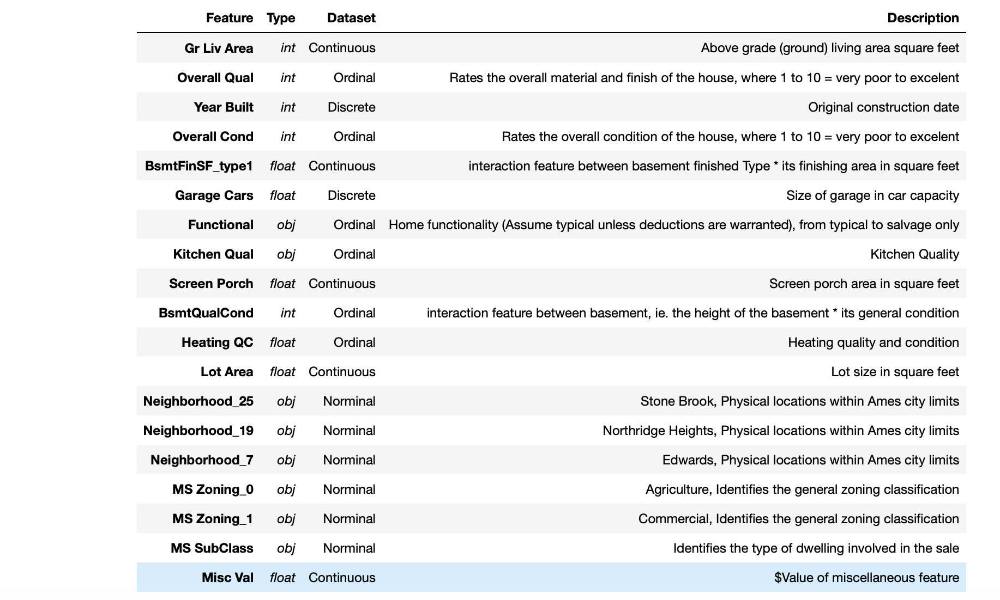 Feature Type Dataset Description
Gr Liv Area int Continuous Above grade (ground) living area square feet
Overall Qual int Ordinal Rates the overall material and finish of the house, where 1 to 10 = very poor to excelent
Year Built int Discrete Original construction date
Overall Cond int Ordinal Rates the overall condition of the house, where 1 to 10 = very poor to excelent
BsmtFinSF_type1 float Continuous interaction feature between basement finished Type * its finishing area in square feet
Garage Cars float Discrete Size of garage in car capacity
Functional obj Ordinal Home functionality (Assume typical unless deductions are warranted), from typical to salvage only
Kitchen Qual obj Ordinal Kitchen Quality
Screen Porch float Continuous Screen porch area in square feet
BsmtQualCond int Ordinal interaction feature between basement, ie. the height of the basement * its general condition
Heating QC float Ordinal Heating quality and condition
Lot Area float Continuous Lot size in square feet
Neighborhood_25 obj Norminal Stone Brook, Physical locations within Ames city limits
Neighborhood_19 obj Norminal Northridge Heights, Physical locations within Ames city limits
Neighborhood_7 obj Norminal Edwards, Physical locations within Ames city limits
MS Zoning_0 obj Norminal Agriculture, Identifies the general zoning classification
MS Zoning_1 obj Norminal Commercial, Identifies the general zoning classification
MS SubClass obj Norminal Identifies the type of dwelling involved in the sale
Misc Val float Continuous $Value of miscellaneous feature